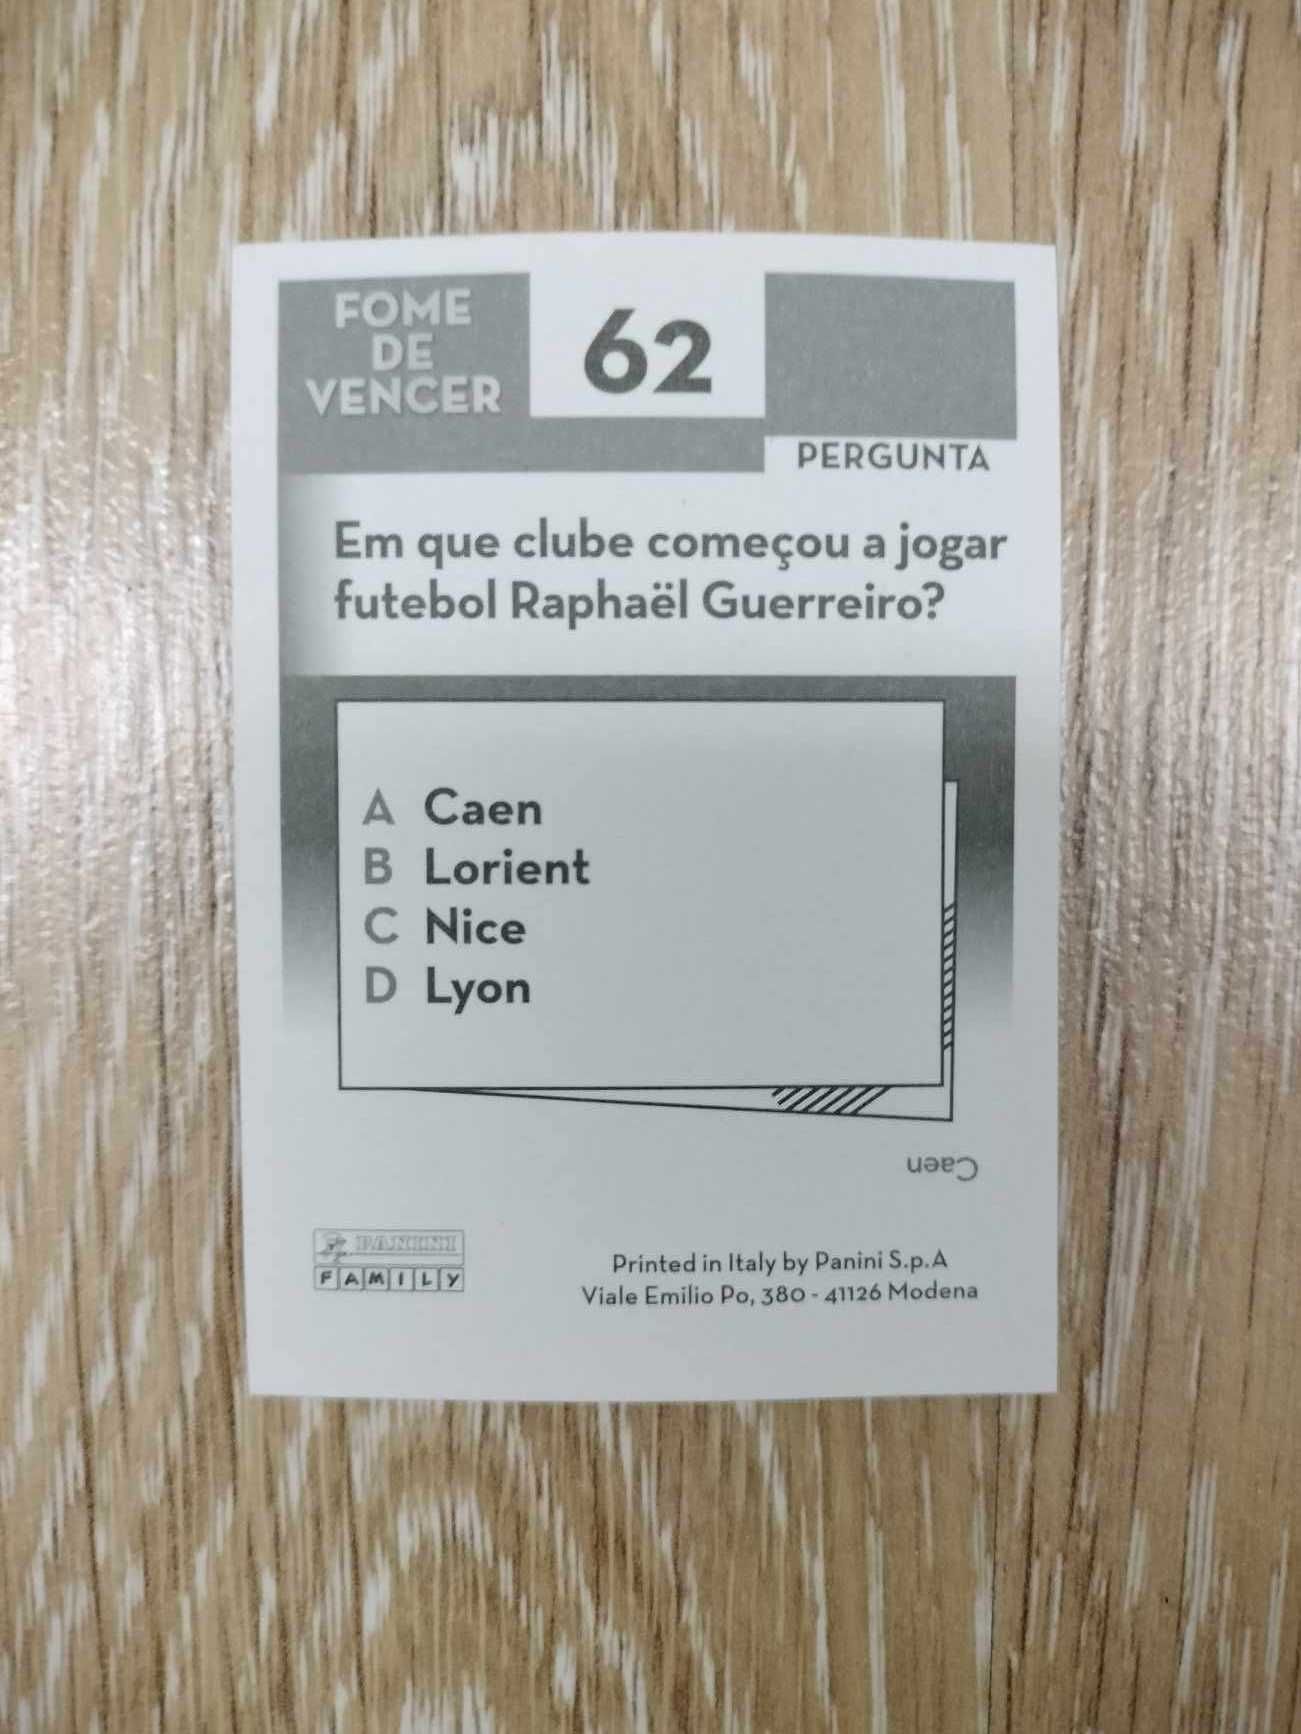 FOME
DE
VENCER
62
PERGUNTA
Em que clube começou a jogar
futebol Raphaël Guerreiro?
A Caen
B Lorient
C Nice
D Lyon
Caen
PANINI
FAMILY
Printed in Italy by Panini S.p.A
Viale Emilio Po, 380 - 41126 Modena